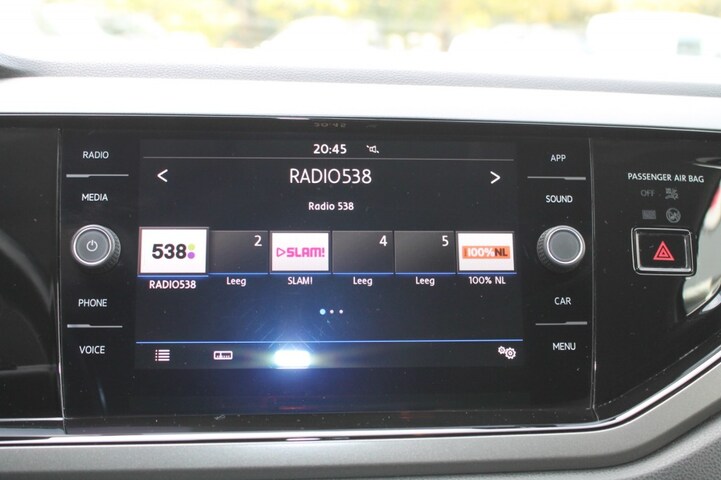 20:45
RADIO
MEDIA
PHONE
VOICE
< RADIO538 >
Radio 538
538
2
SLAM!
4
5
100%NL
RADIO538
Leeg
SLAM!
Leeg
Leeg
100% NL
APP
SOUND
CAR
MENU
PASSENGER AIR BAG
OFF